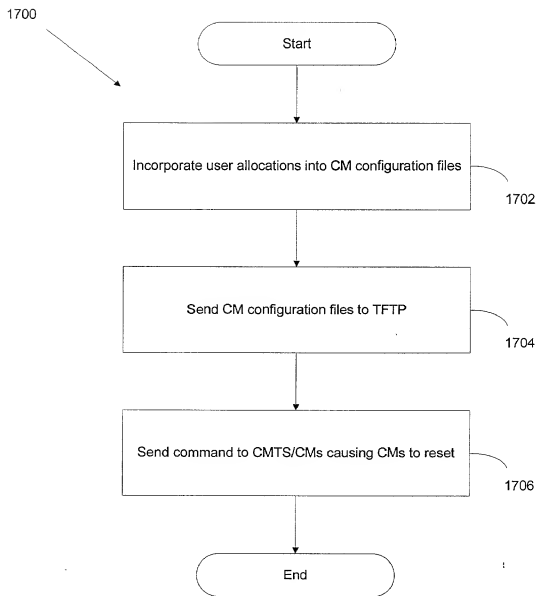 1700
Start
Incorporate user allocations into CM configuration files
1702
Send CM configuration files to TFTP
1704
Send command to CMTS/CMs causing CMs to reset
1706
End